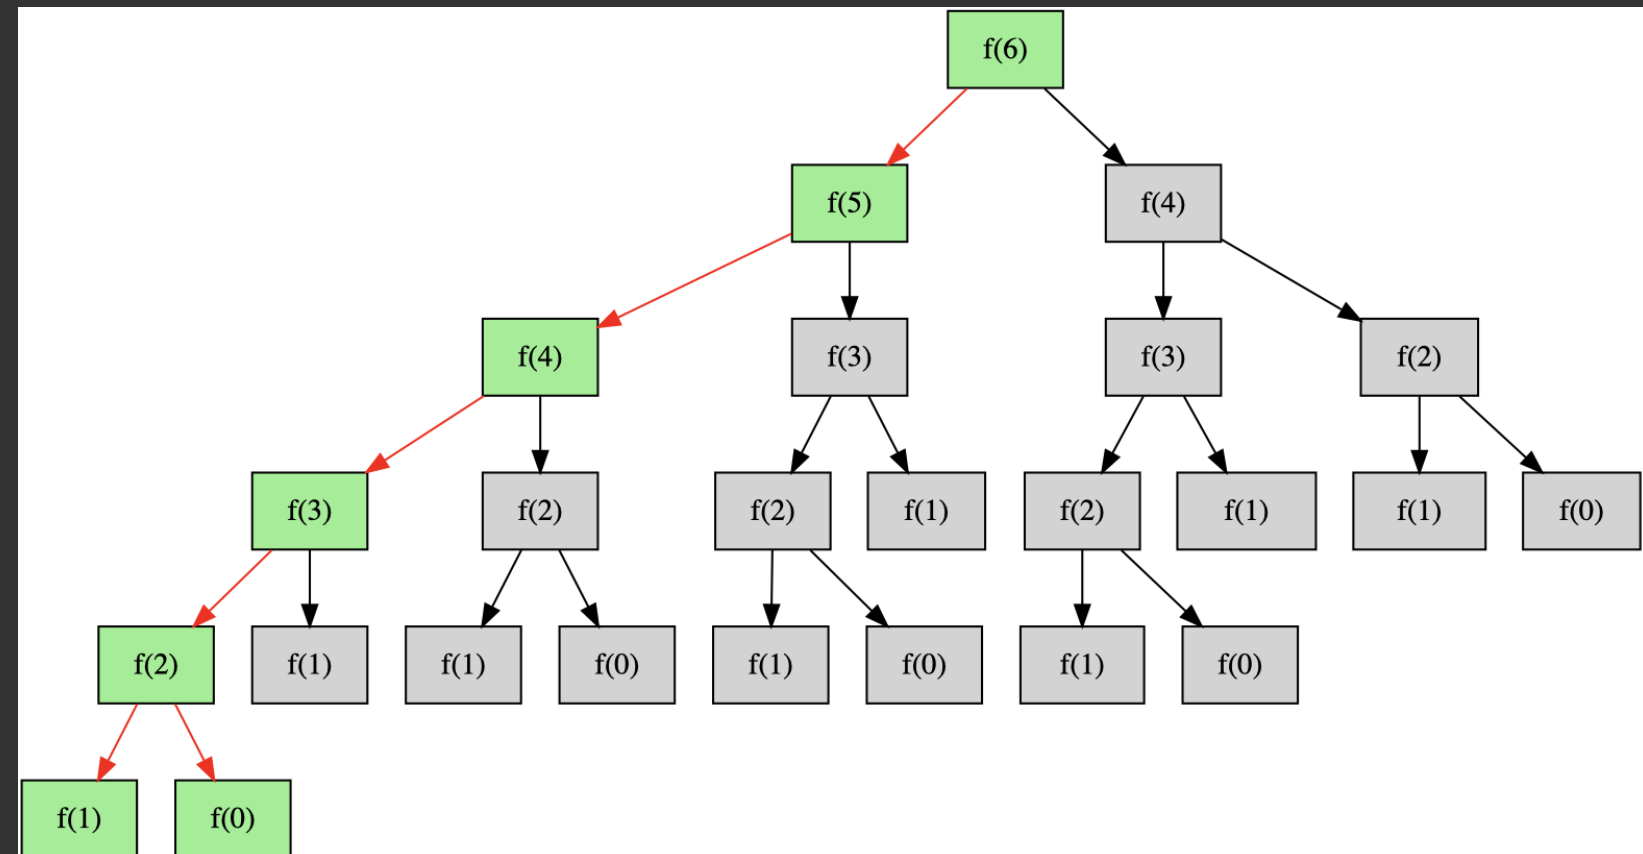 f(6)
f(5) f(4)
f(4) f(3) f(3) f(2)
f(3) f(2) f(2) f(1) f(2) f(1) f(1) f(0)
f(2) f(1) f(1) f(0) f(1) f(0) f(1) f(0)
f(1) f(0)